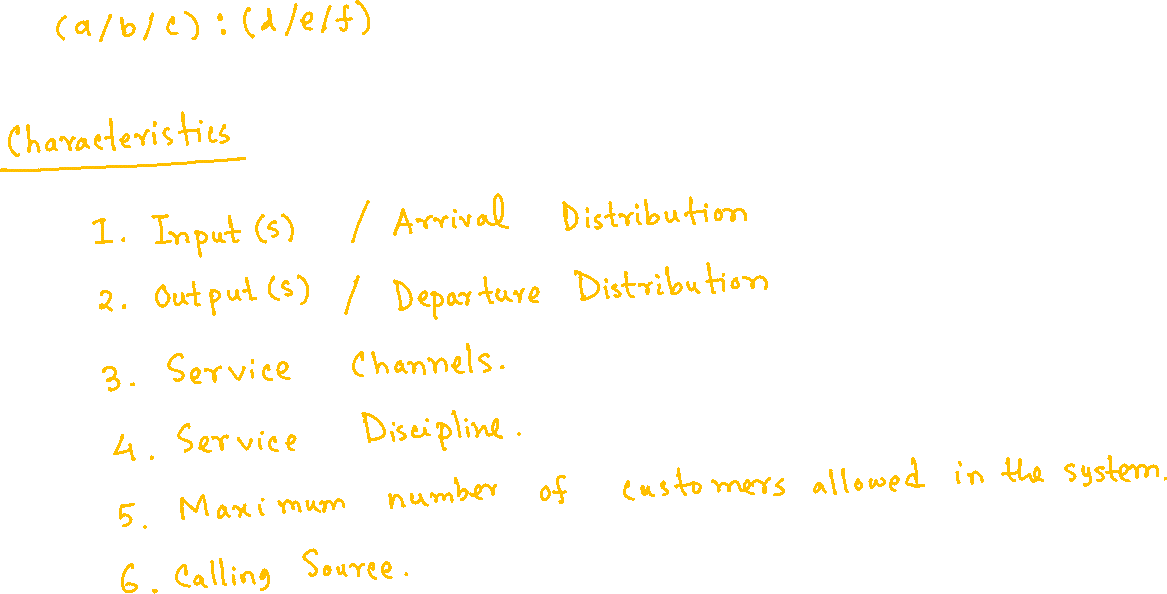 (a/b/c) : (d/e/f)
Characteristics
1. Input (s) / Arrival Distribution
2. Output (s) / Departure Distribution
3. Service Channels.
4. Service Discipline.
5. Maximum number of customers allowed in the system.
6. Calling Source.